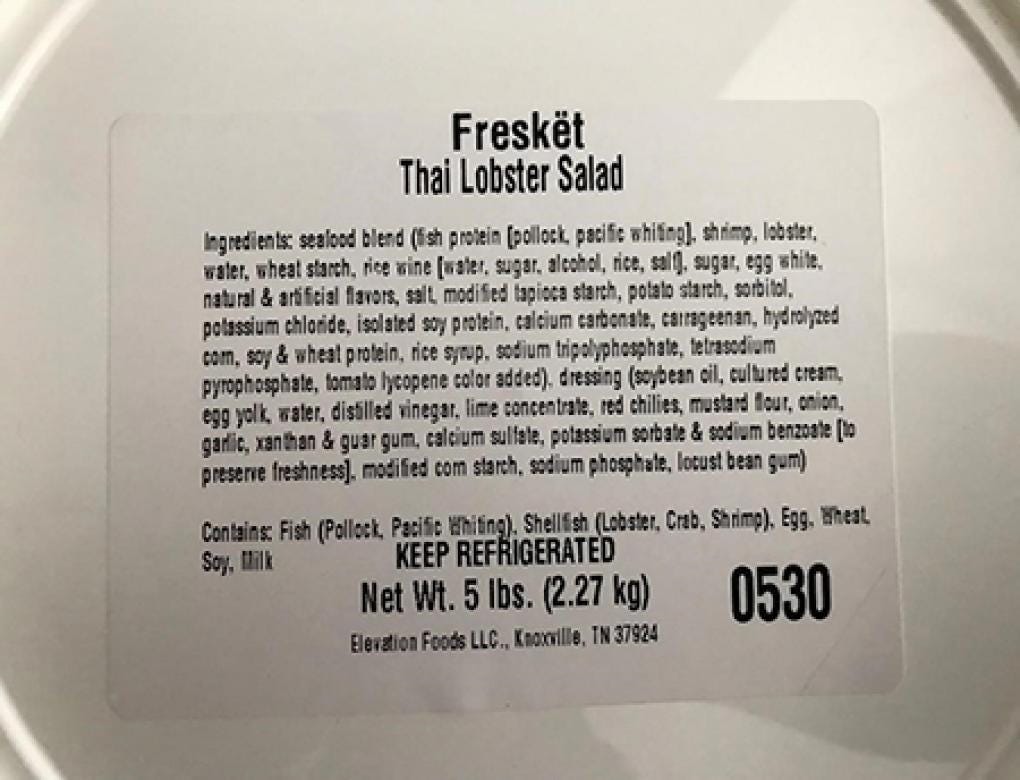 Freskët
Thai Lobster Salad
Ingredients: seafood blend (fish protein [pollock, pacific whiting], shrimp, lobster,
water, wheat starch, rice wine [water, sugar, alcohol, rice, salt], sugar, egg white,
natural & artificial flavors, salt, modified tapioca starch, potato starch, sorbitol,
potassium chloride, isolated soy protein, calcium carbonate, carrageenan, hydrolyzed
corn, soy & wheat protein, rice syrup, sodium tripolyphosphate, tetrasodium
pyrophosphate, tomato lycopene color added), dressing (soybean oil, cultured cream,
egg yolk, water, distilled vinegar, lime concentrate, red chilies, mustard flour, onion,
garlic, xanthan & guar gum, calcium sulfate, potassium sorbate & sodium benzoate [to
preserve freshness], modified corn starch, sodium phosphate, locust bean gum)
Contains: Fish (Pollock, Pacific Whiting), Shellfish (Lobster, Crab, Shrimp), Egg, Wheat,
Soy, Milk
KEEP REFRIGERATED
Net Wt. 5 lbs. (2.27 kg)
0530
Elevation Foods LLC., Knoxville, TN 37924